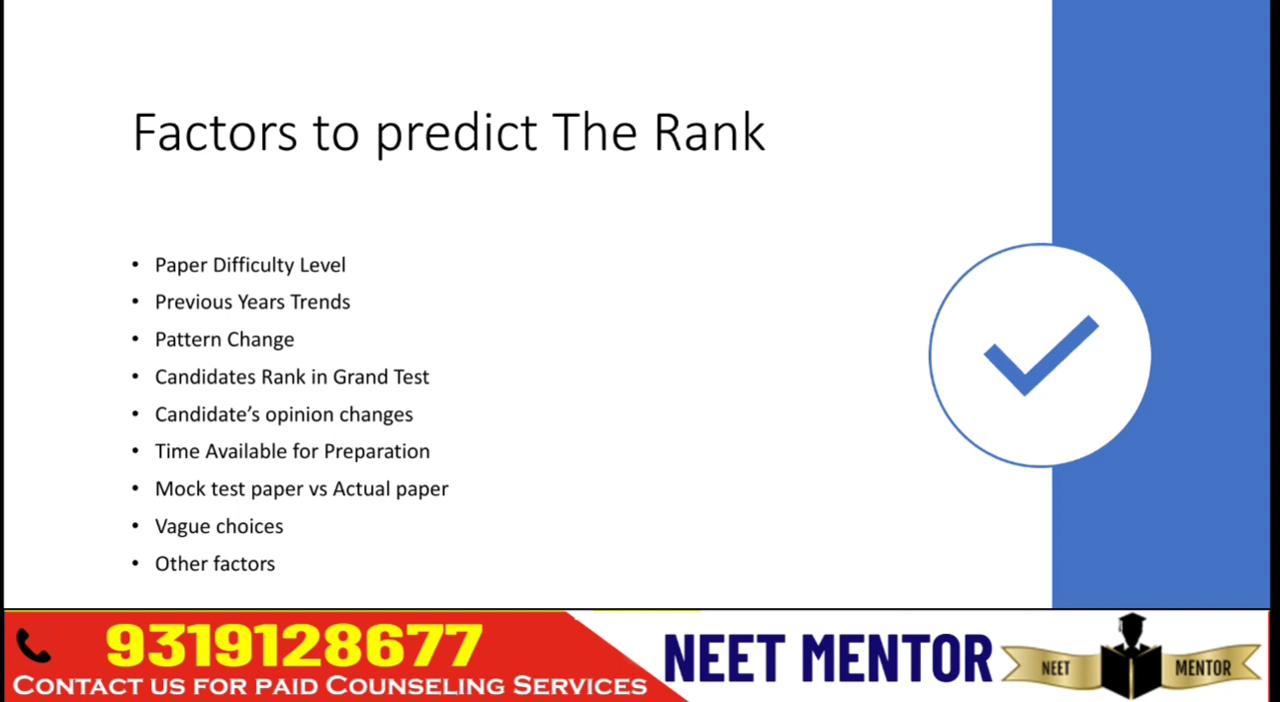 Factors to predict The Rank
• Paper Difficulty Level
• Previous Years Trends
• Pattern Change
• Candidates Rank in Grand Test
• Candidate’s opinion changes
• Time Available for Preparation
• Mock test paper vs Actual paper
• Vague choices
• Other factors
9319128677
CONTACT US FOR PAID COUNSELING SERVICES
NEET MENTOR
NEET MENTOR